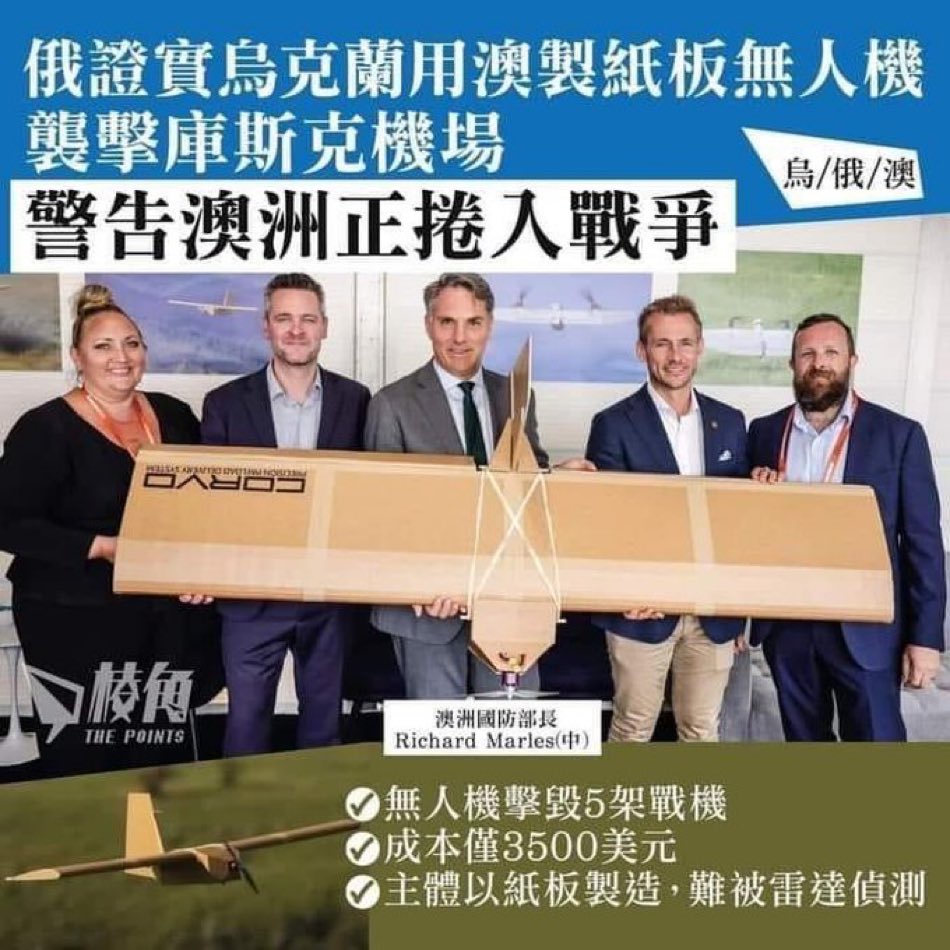 俄證實烏克蘭用澳製紙板無人機
襲擊庫斯克機場
烏/俄/澳
警告澳洲正捲入戰爭
CORVO
PRECISION PAYLOAD DELIVERY SYSTEM
棱角
THE POINTS
澳洲國防部長
Richard Marles(中)
無人機擊毀5架戰機
成本僅3500美元
主體以紙板製造，難被雷達偵測